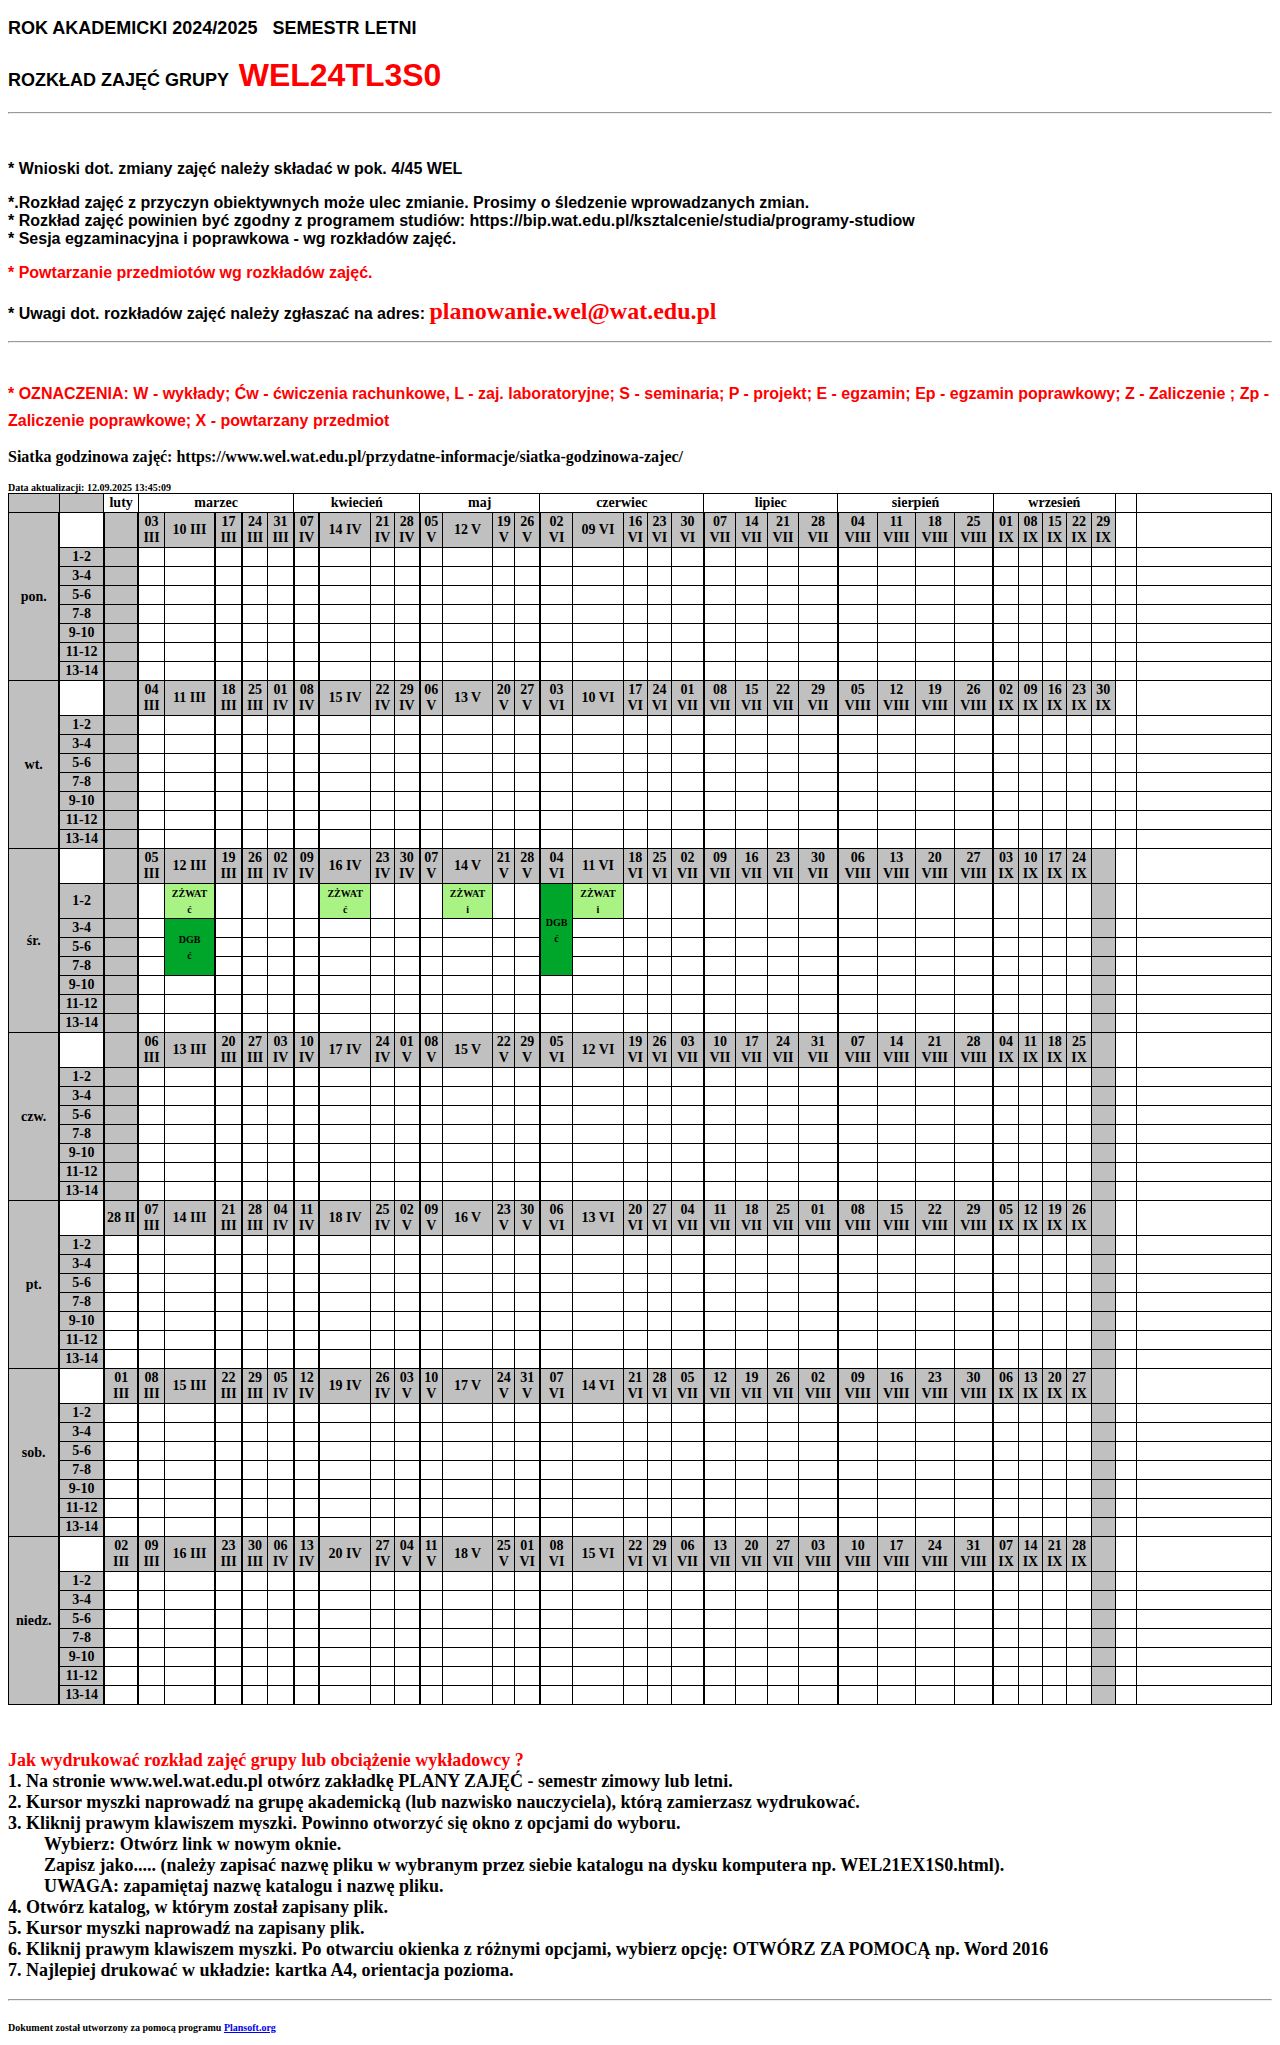 ROK AKADEMICKI 2024/2025 SEMESTR LETNI
ROZKŁAD ZAJĘĆ GRUPY WEL24TL3S0
* Wnioski dot. zmiany zajęć należy składać w pok. 4/45 WEL
*.Rozkład zajęć z przyczyn obiektywnych może ulec zmianie. Prosimy o śledzenie wprowadzanych zmian.
* Rozkład zajęć powinien być zgodny z programem studiów: https://bip.wat.edu.pl/ksztalcenie/studia/programy-studiow
* Sesja egzaminacyjna i poprawkowa - wg rozkładów zajęć.
* Powtarzanie przedmiotów wg rozkładów zajęć.
* Uwagi dot. rozkładów zajęć należy zgłaszać na adres: planowanie.wel@wat.edu.pl
* OZNACZENIA: W - wykłady; Ćw - ćwiczenia rachunkowe, L - zaj. laboratoryjne; S - seminaria; P - projekt; E - egzamin; Ep - egzamin poprawkowy; Z - Zaliczenie ; Zp -
Zaliczenie poprawkowe; X - powtarzany przedmiot
Siatka godzinowa zajęć: https://www.wel.wat.edu.pl/przydatne-informacje/siatka-godzinowa-zajec/
Data aktualizacji: 12.09.2025 13:45:09
luty marzec kwiecień maj czerwiec lipiec sierpień wrzesień
pon. 03 III 10 III 17 III 24 III 31 III 07 IV 14 IV 21 IV 28 IV 05 V 12 V 19 V 26 V 02 VI 09 VI 16 VI 23 VI 30 VI 07 VII 14 VII 21 VII 28 VII 04 VIII 11 VIII 18 VIII 25 VIII 01 IX 08 IX 15 IX 22 IX 29 IX
1-2
3-4
5-6
7-8
9-10
11-12
13-14
wt. 04 III 11 III 18 III 25 III 01 IV 08 IV 15 IV 22 IV 29 IV 06 V 13 V 20 V 27 V 03 VI 10 VI 17 VI 24 VI 01 VII 08 VII 15 VII 22 VII 29 VII 05 VIII 12 VIII 19 VIII 26 VIII 02 IX 09 IX 16 IX 23 IX 30 IX
1-2
3-4
5-6
7-8
9-10
11-12
13-14
śr. 05 III 12 III 19 III 26 III 02 IV 09 IV 16 IV 23 IV 30 IV 07 V 14 V 21 V 28 V 04 VI 11 VI 18 VI 25 VI 02 VII 09 VII 16 VII 23 VII 30 VII 06 VIII 13 VIII 20 VIII 27 VIII 03 IX 10 IX 17 IX 24 IX
1-2 ZŻWAT ć ZŻWAT ć ZŻWAT i DGB ć ZŻWAT i
3-4 DGB ć
5-6
7-8
9-10
11-12
13-14
czw. 06 III 13 III 20 III 27 III 03 IV 10 IV 17 IV 24 IV 01 V 08 V 15 V 22 V 29 V 05 VI 12 VI 19 VI 26 VI 03 VII 10 VII 17 VII 24 VII 31 VII 07 VIII 14 VIII 21 VIII 28 VIII 04 IX 11 IX 18 IX 25 IX
1-2
3-4
5-6
7-8
9-10
11-12
13-14
pt. 28 II 07 III 14 III 21 III 28 III 04 IV 11 IV 18 IV 25 IV 02 V 09 V 16 V 23 V 30 V 06 VI 13 VI 20 VI 27 VI 04 VII 11 VII 18 VII 25 VII 01 VIII 08 VIII 15 VIII 22 VIII 29 VIII 05 IX 12 IX 19 IX 26 IX
1-2
3-4
5-6
7-8
9-10
11-12
13-14
sob. 01 III 08 III 15 III 22 III 29 III 05 IV 12 IV 19 IV 26 IV 03 V 10 V 17 V 24 V 31 V 07 VI 14 VI 21 VI 28 VI 05 VII 12 VII 19 VII 26 VII 02 VIII 09 VIII 16 VIII 23 VIII 30 VIII 06 IX 13 IX 20 IX 27 IX
1-2
3-4
5-6
7-8
9-10
11-12
13-14
niedz. 02 III 09 III 16 III 23 III 30 III 06 IV 13 IV 20 IV 27 IV 04 V 11 V 18 V 25 V 01 VI 08 VI 15 VI 22 VI 29 VI 06 VII 13 VII 20 VII 27 VII 03 VIII 10 VIII 17 VIII 24 VIII 31 VIII 07 IX 14 IX 21 IX 28 IX
1-2
3-4
5-6
7-8
9-10
11-12
13-14
Jak wydrukować rozkład zajęć grupy lub obciążenie wykładowcy ?
1. Na stronie www.wel.wat.edu.pl otwórz zakładkę PLANY ZAJĘĆ - semestr zimowy lub letni.
2. Kursor myszki naprowadź na grupę akademicką (lub nazwisko nauczyciela), którą zamierzasz wydrukować.
3. Kliknij prawym klawiszem myszki. Powinno otworzyć się okno z opcjami do wyboru.
Wybierz: Otwórz link w nowym oknie.
Zapisz jako..... (należy zapisać nazwę pliku w wybranym przez siebie katalogu na dysku komputera np. WEL21EX1S0.html).
UWAGA: zapamiętaj nazwę katalogu i nazwę pliku.
4. Otwórz katalog, w którym został zapisany plik.
5. Kursor myszki naprowadź na zapisany plik.
6. Kliknij prawym klawiszem myszki. Po otwarciu okienka z różnymi opcjami, wybierz opcję: OTWÓRZ ZA POMOCĄ np. Word 2016
7. Najlepiej drukować w układzie: kartka A4, orientacja pozioma.
Dokument został utworzony za pomocą programu Plansoft.org